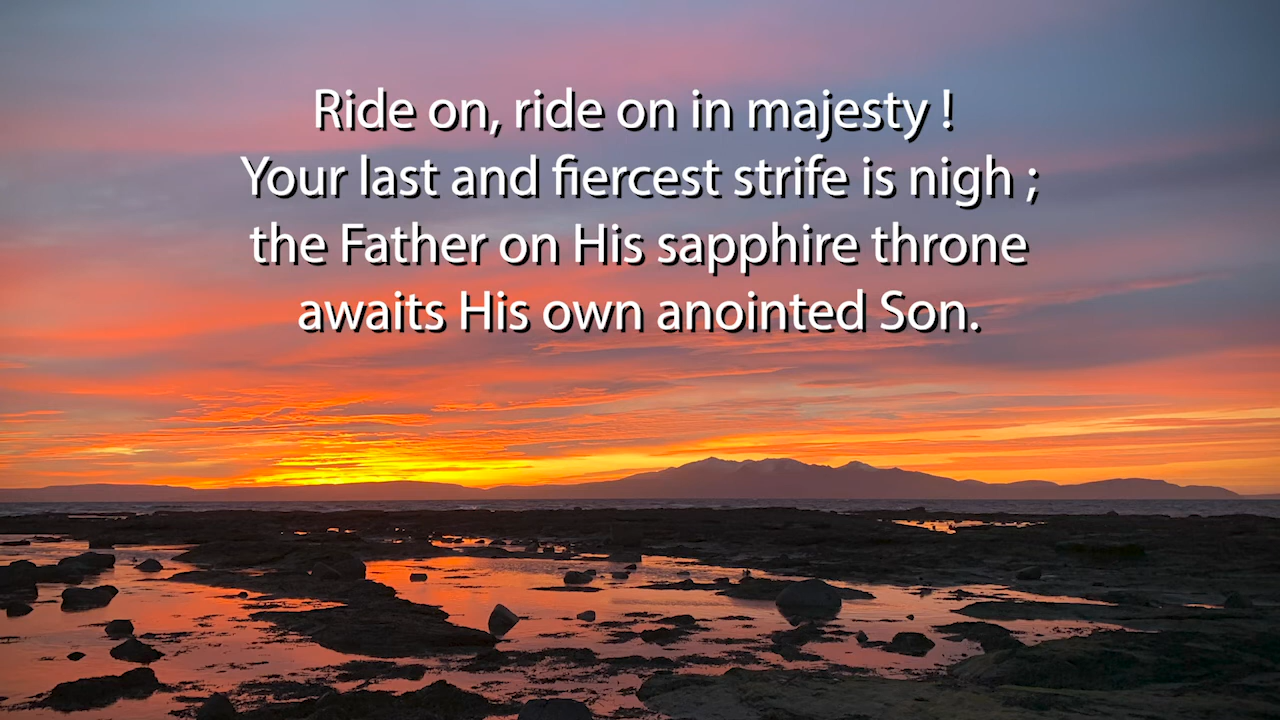 Ride on, ride on in majesty !
Your last and fiercest strife is nigh ;
the Father on His sapphire throne
awaits His own anointed Son.